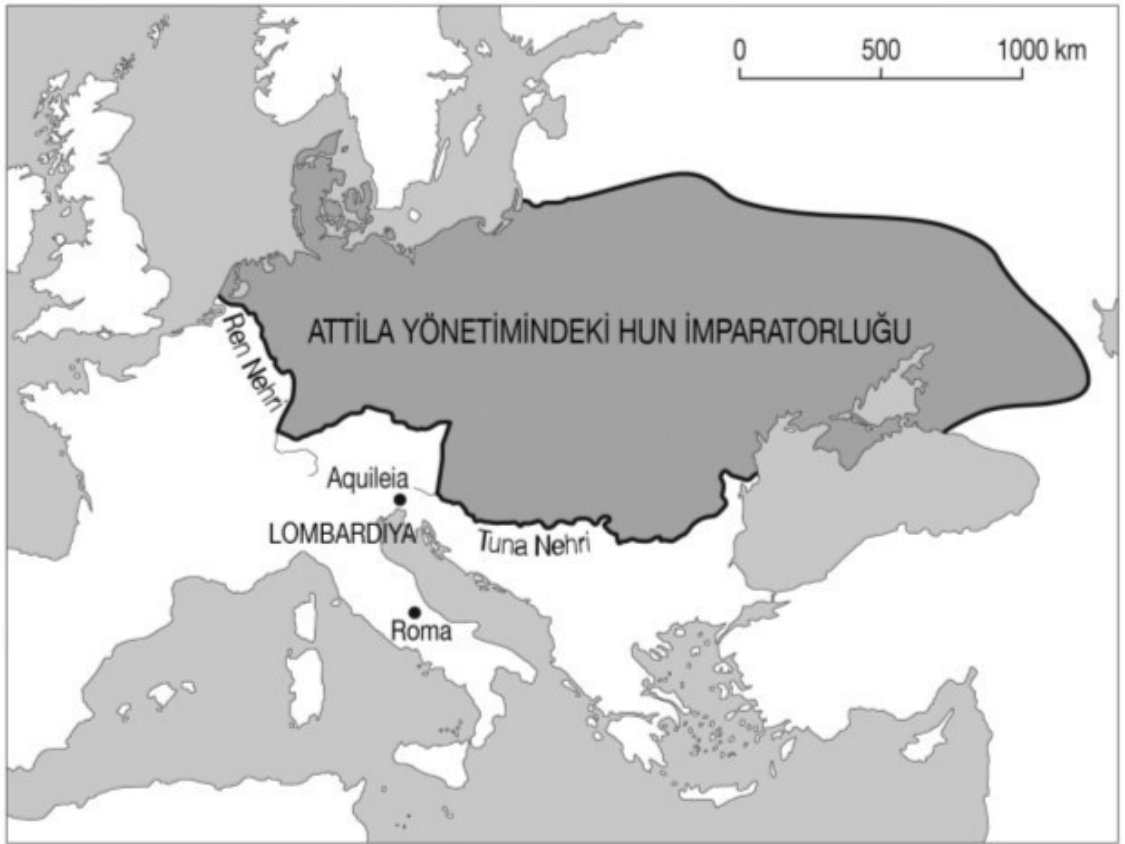 0 500 1000 km
ATTİLA YÖNETİMİNDEKİ HUN İMPARATORLUĞU
Ren Nehri
Aquileia
LOMBARDİYA
Tuna Nehri
Roma